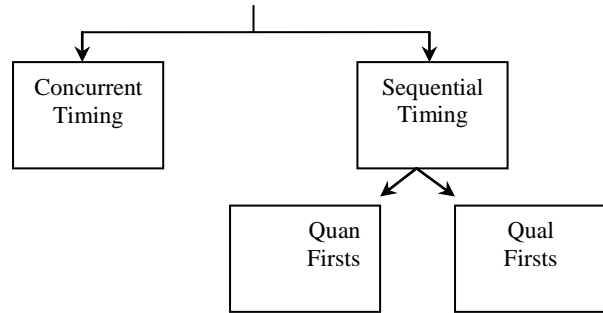 Concurrent
Timing
Sequential
Timing
Quan
Firsts
Qual
Firsts